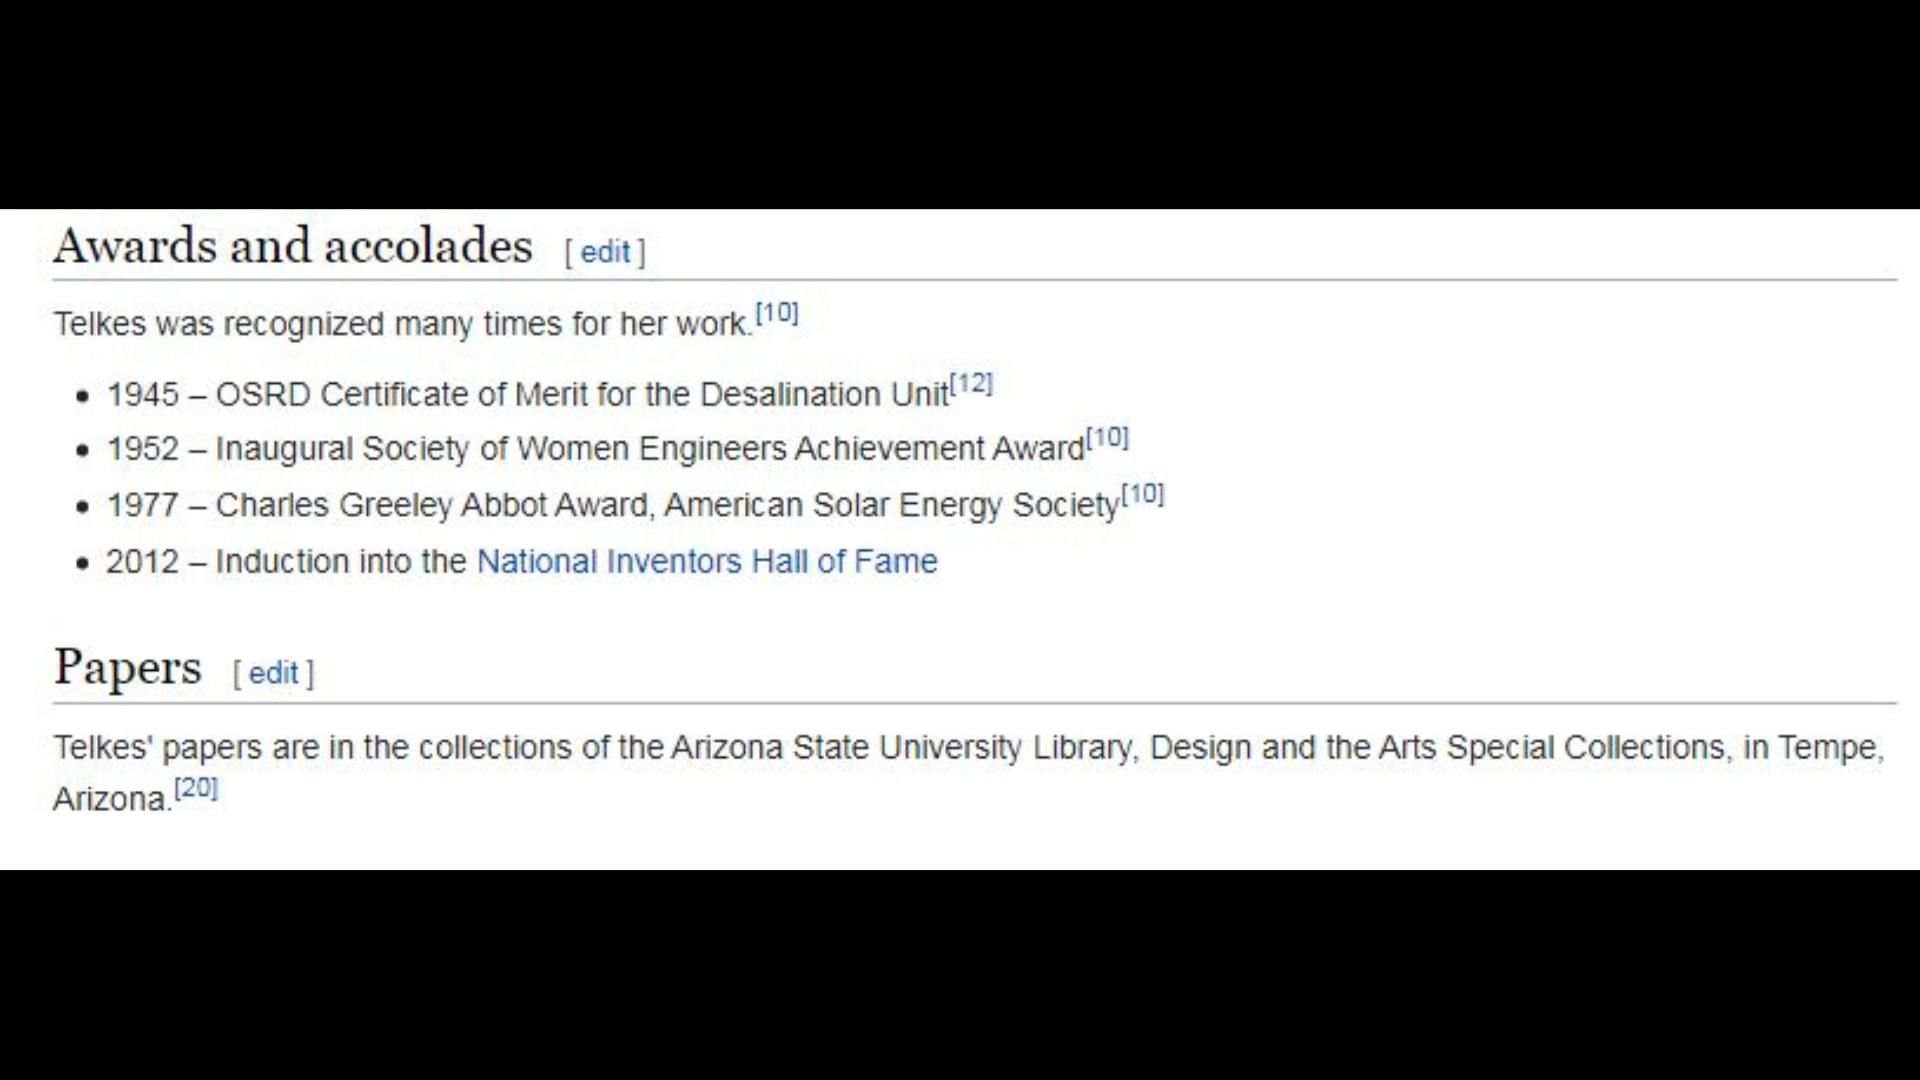 Awards and accolades [ edit ]
Telkes was recognized many times for her work.[10]
• 1945 – OSRD Certificate of Merit for the Desalination Unit[12]
• 1952 – Inaugural Society of Women Engineers Achievement Award[10]
• 1977 – Charles Greeley Abbot Award, American Solar Energy Society[10]
• 2012 – Induction into the National Inventors Hall of Fame
Papers [ edit ]
Telkes' papers are in the collections of the Arizona State University Library, Design and the Arts Special Collections, in Tempe,
Arizona.[20]